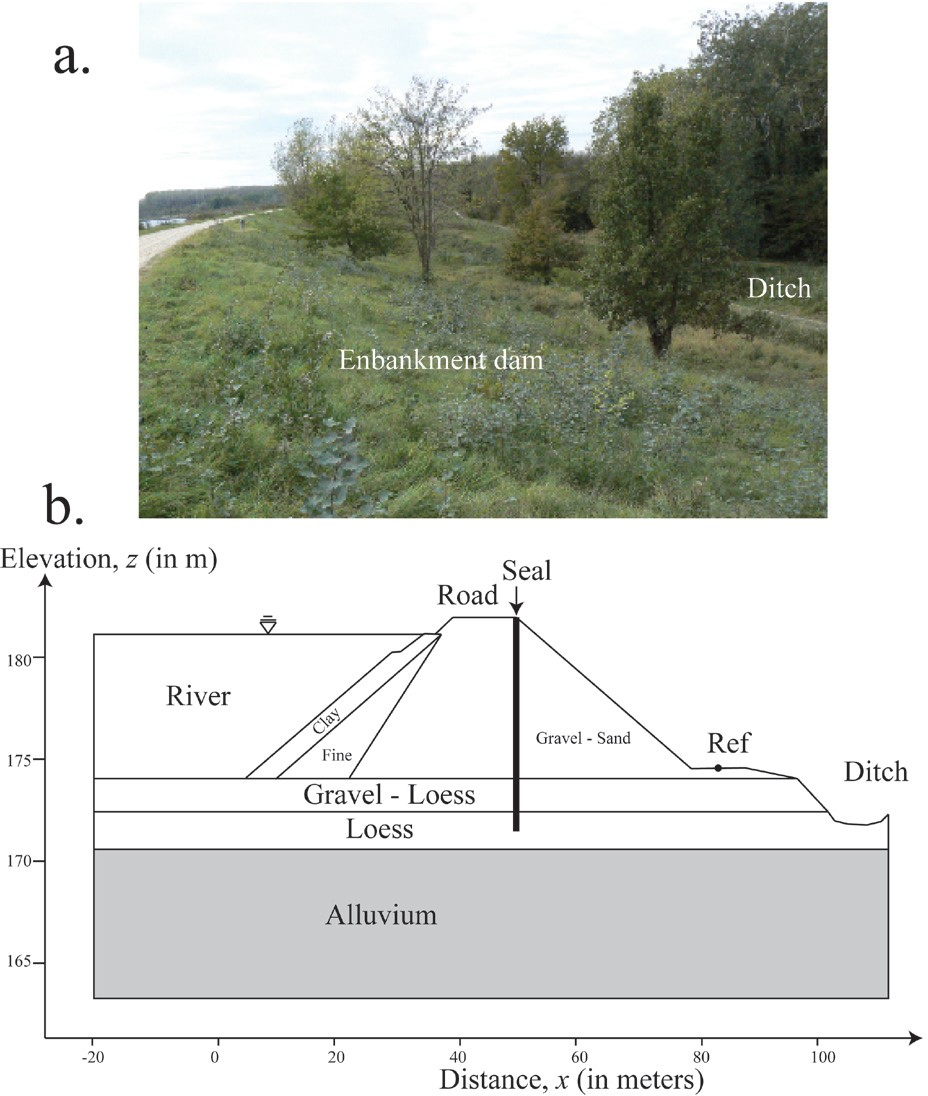 a.
Ditch
Enbankment dam
b.
Elevation, z (in m)
Seal
Road
180
River
Clay
Fine
Gravel - Sand
Ref
175
Ditch
Gravel - Loess
Loess
170
Alluvium
165
-20 0 20 40 60 80 100
Distance, x (in meters)